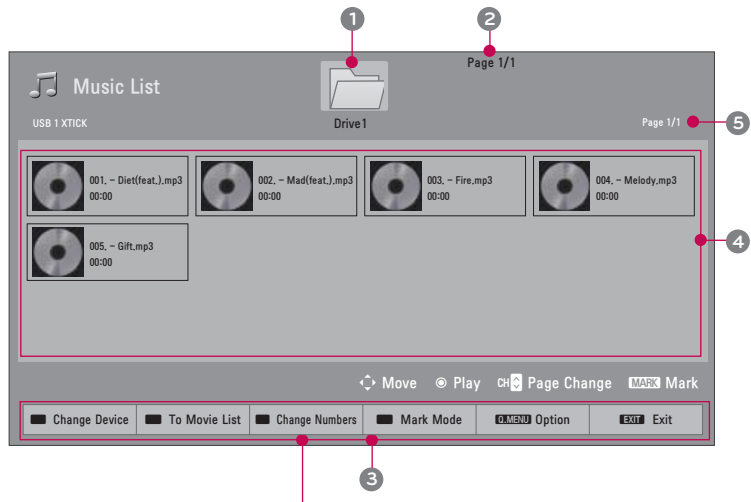 1
2
Page 1/1
Music List
Drive1
USB 1 XTICK
Page 1/1
5
001. - Diet(feat.).mp3
00:00
002. - Mad(feat.).mp3
00:00
003. - Fire.mp3
00:00
004. - Melody.mp3
00:00
005. - Gift.mp3
00:00
4
Move
Play
CH Page Change
MARK Mark
Change Device
To Movie List
Change Numbers
Mark Mode
Q.MENU Option
EXIT Exit
3